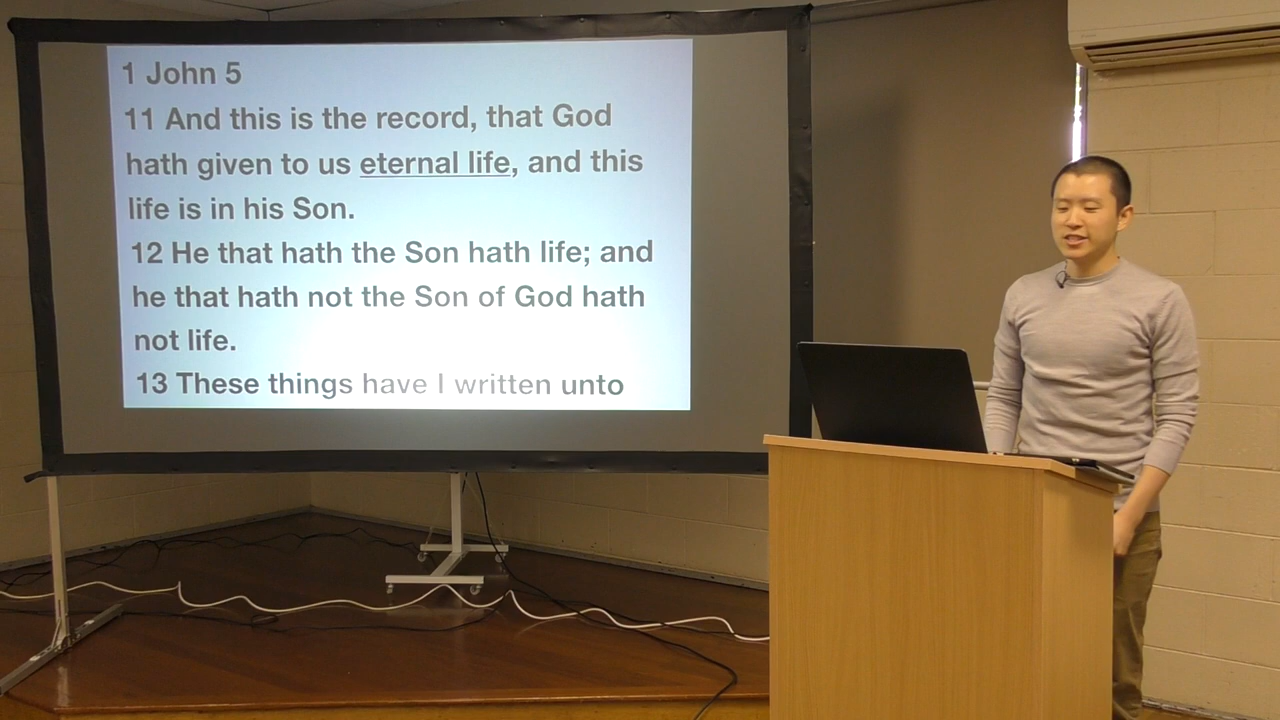 1 John 5
11 And this is the record, that God
hath given to us eternal life, and this
life is in his Son.
12 He that hath the Son hath life; and
he that hath not the Son of God hath
not life.
13 These things have I written unto